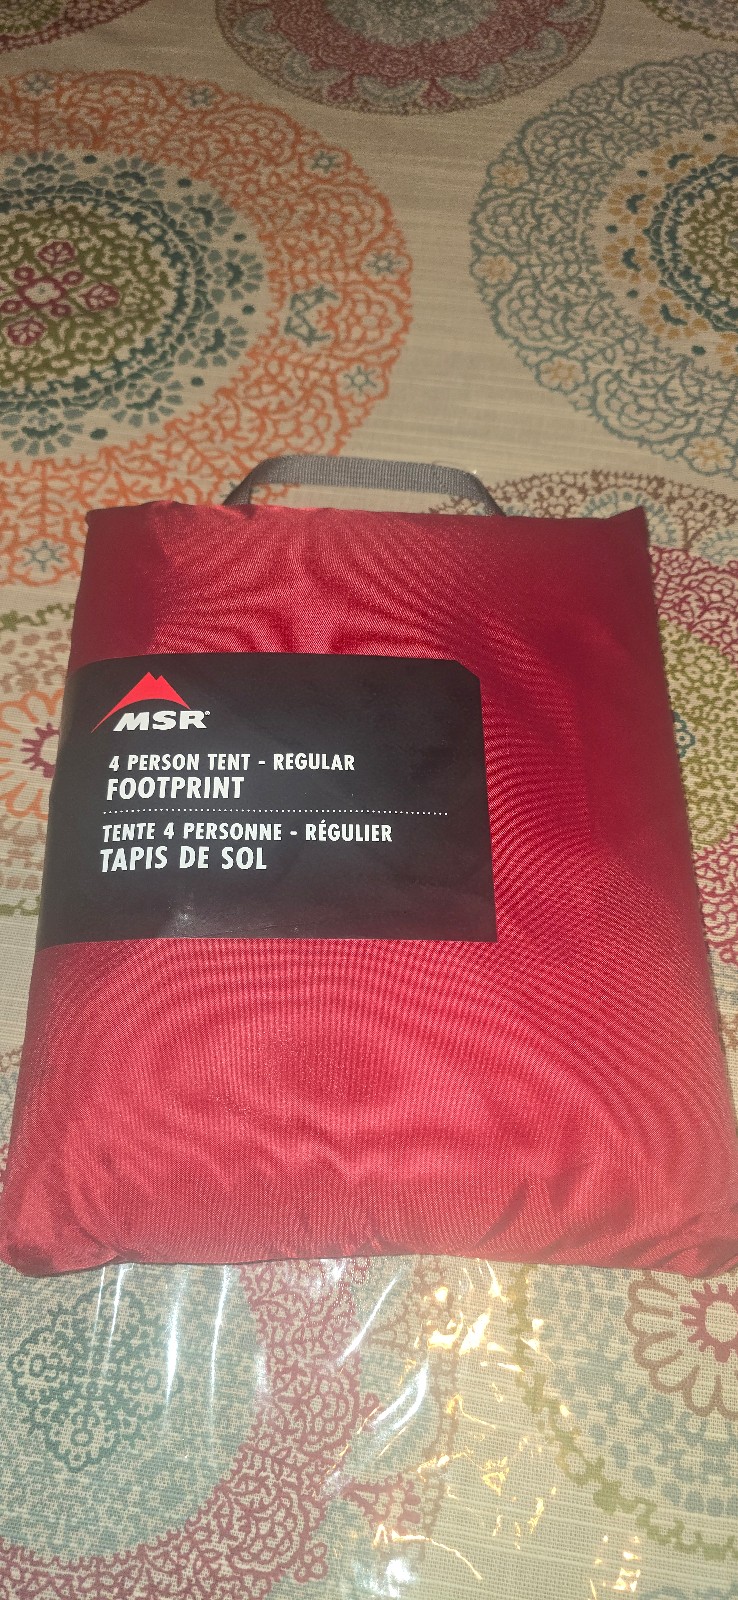 MSR®
4 PERSON TENT - REGULAR
FOOTPRINT
TENTE 4 PERSONNE - RÉGULIER
TAPIS DE SOL